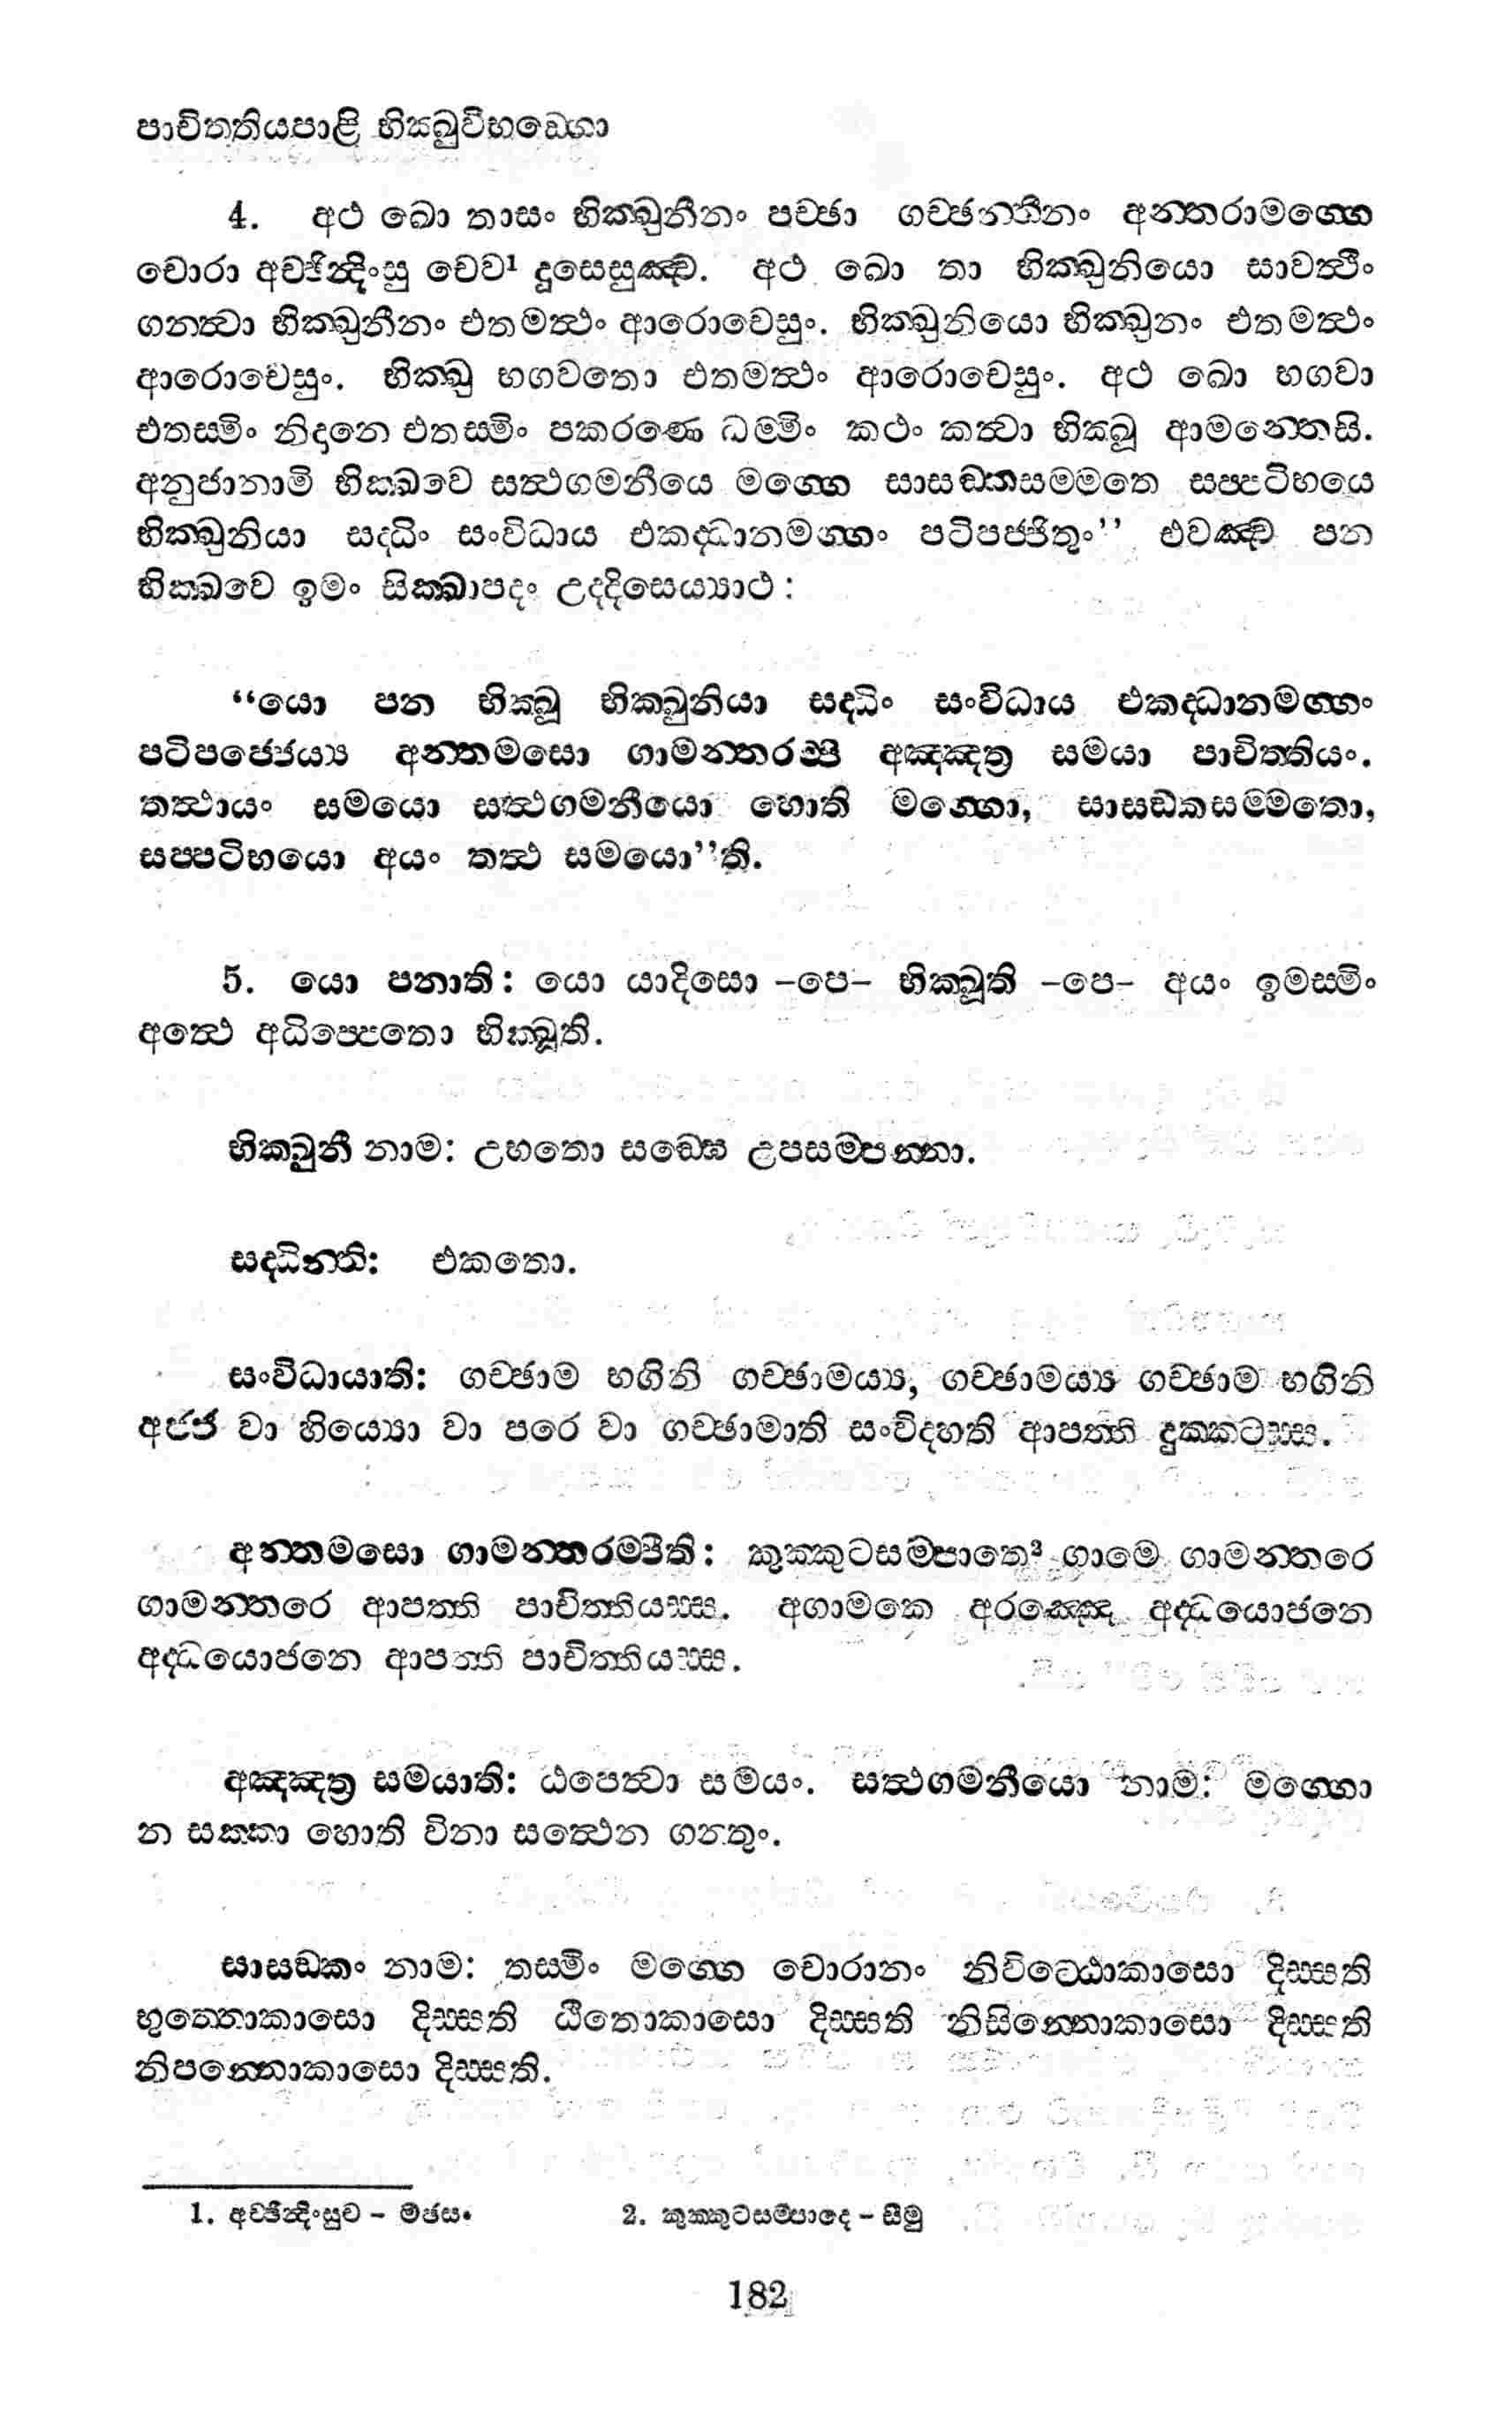 පාචිත්තියපාළි භික්ඛුවිභඞ්ගො
4. අථ ඛො තාසං භික්ඛුනීනං පච්ඡා ගච්ඡන්තීනං අන්තරාමග්ගෙ
චොරා අච්ඡින්දිංසු චෙව¹ දූසෙසුඤ්ච. අථ ඛො තා භික්ඛුනියො සාවත්ථිං
ගන්ත්වා භික්ඛුනීනං එතමත්ථං ආරොචෙසුං. භික්ඛුනියො භික්ඛුනං එතමත්ථං
ආරොචෙසුං. භික්ඛු භගවතො එතමත්ථං ආරොචෙසුං. අථ ඛො භගවා
එතස්මිං නිදානෙ එතස්මිං පකරණෙ ධම්මිං කථං කත්වා භික්ඛූ ආමන්තෙසි.
අනුජානාමි භික්ඛවෙ සත්ථගමනීයෙ මග්ගෙ සාසඞ්කසම්මතෙ සප්පටිභයෙ
භික්ඛුනියා සද්ධිං සංවිධාය එකද්ධානමග්ගං පටිපජ්ජිතුං’’ එවඤ්ච පන
භික්ඛවෙ ඉමං සික්ඛාපදං උද්දිසෙය්‍යාථ:
‘‘යො පන භික්ඛූ භික්ඛුනියා සද්ධිං සංවිධාය එකද්ධානමග්ගං
පටිපජ්ජෙය්‍ය අන්තමසො ගාමන්තරම්පි අඤ්ඤත්‍ර සමයා පාචිත්තියං.
තත්ථායං සමයො සත්ථගමනීයො හොති මග්ගො, සාසඞ්කසම්මතො,
සප්පටිභයො අයං තත්ථ සමයො’’ති.
5. යො පනාති: යො යාදිසො –පෙ– භික්ඛූති –පෙ– අයං ඉමස්මිං
අත්ථෙ අධිප්පෙතො භික්ඛූති.
භික්ඛුනී නාම: උභතො සඞ්ඝෙ උපසම්පන්නා.
සද්ධින්ති: එකතො.
සංවිධායාති: ගච්ඡාම භගිනි ගච්ඡාමය්‍ය, ගච්ඡාමය්‍ය ගච්ඡාම භගිනි
අජ්ජ වා හියෙය්‍යා වා පරෙ වා ගච්ඡාමාති සංවිදහති ආපත්ති දුක්කටස්ස.
අන්තමසො ගාමන්තරම්පීති: කුක්කුටසම්පාතෙ² ගාමෙ ගාමන්තරෙ
ගාමන්තරෙ ආපත්ති පාචිත්තියස්ස. අගාමකෙ අරඤ්ඤෙ අද්ධයොජනෙ
අද්ධයොජනෙ ආපත්ති පාචිත්තියස්ස.
අඤ්ඤත්‍ර සමයාති: ඨපෙත්වා සමයං. සත්ථගමනීයො නාම: මග්ගො
න සක්කා හොති විනා සත්ථෙන ගන්තුං.
සාසඞ්කං නාම: තස්මිං මග්ගෙ චොරානං නිවිට්ඨොකාසො දිස්සති
භුත්තොකාසො දිස්සති ඨිතොකාසො දිස්සති නිසින්නොකාසො දිස්සති
නිපන්නොකාසො දිස්සති.
1. අච්ඡින්දිංසුච – මඡසං 2. කුක්කුටසම්පාදෙ – සීමු
182